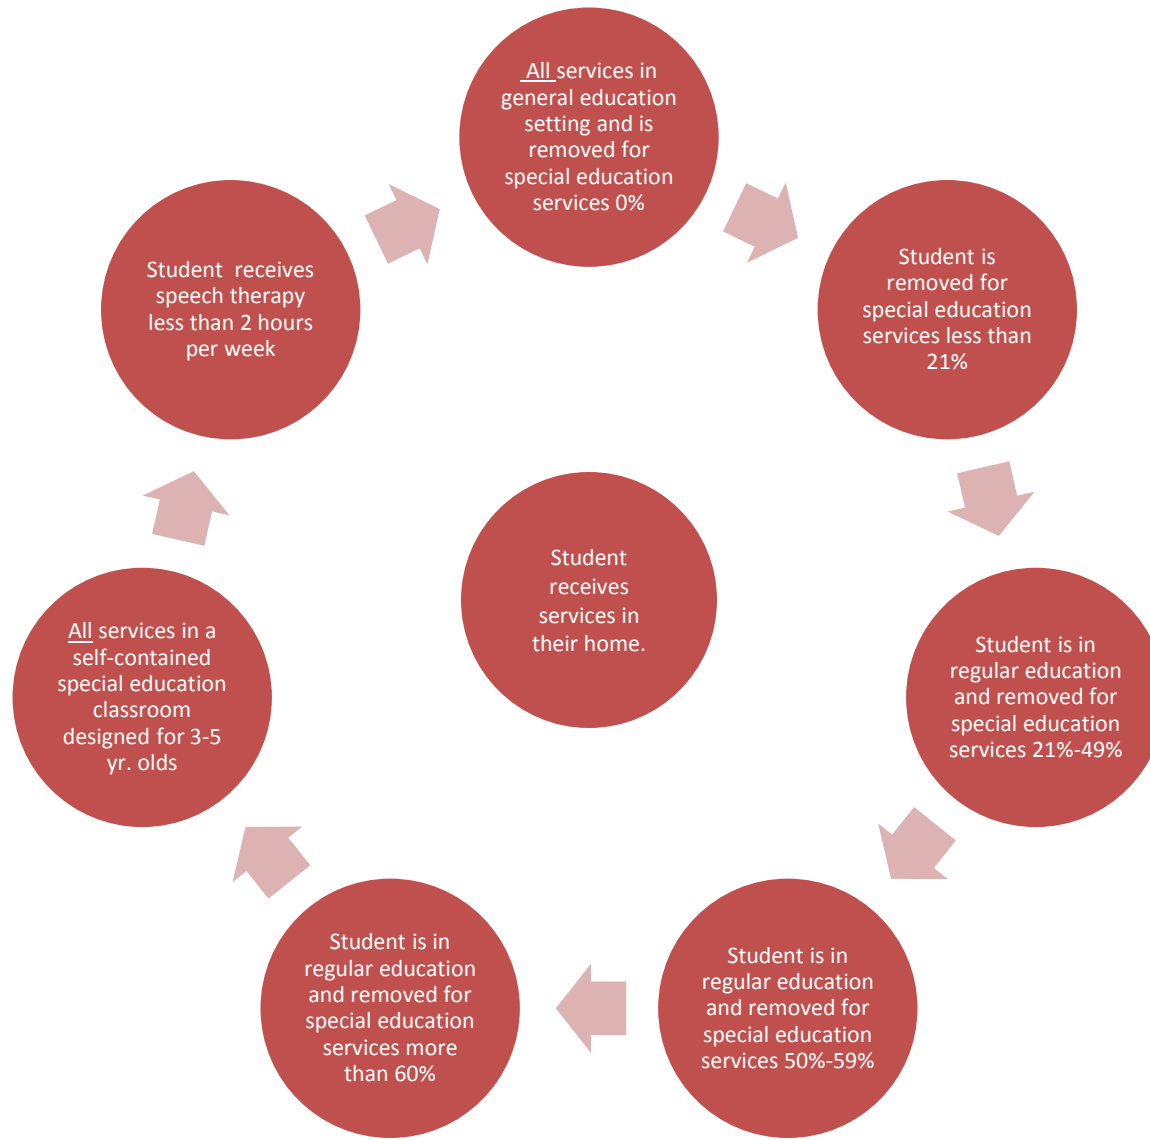 All services in
general education
setting and is
removed for
special education
services 0%
Student is
removed for
special education
services less than
21%
Student is in
regular education
and removed for
special education
services 21%-49%
Student is in
regular education
and removed for
special education
services 50%-59%
Student is in
regular education
and removed for
special education
services more
than 60%
All services in a
self-contained
special education
classroom
designed for 3-5
yr. olds
Student  receives
speech therapy
less than 2 hours
per week
Student
receives
services in
their home.